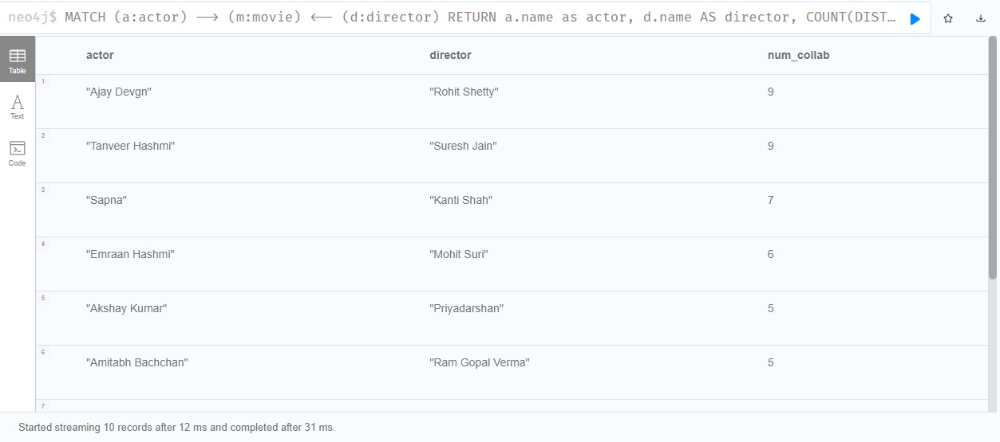 neo4j$ MATCH (a:actor) ⟶ (m:movie) ⟵ (d:director) RETURN a.name as actor, d.name AS director, COUNT(DIST…
Table
Text
Code
actor director num_collab
1
"Ajay Devgn" "Rohit Shetty" 9
2
"Tanveer Hashmi" "Suresh Jain" 9
3
"Sapna" "Kanti Shah" 7
4
"Emraan Hashmi" "Mohit Suri" 6
5
"Akshay Kumar" "Priyadarshan" 5
6
"Amitabh Bachchan" "Ram Gopal Verma" 5
7
Started streaming 10 records after 12 ms and completed after 31 ms.